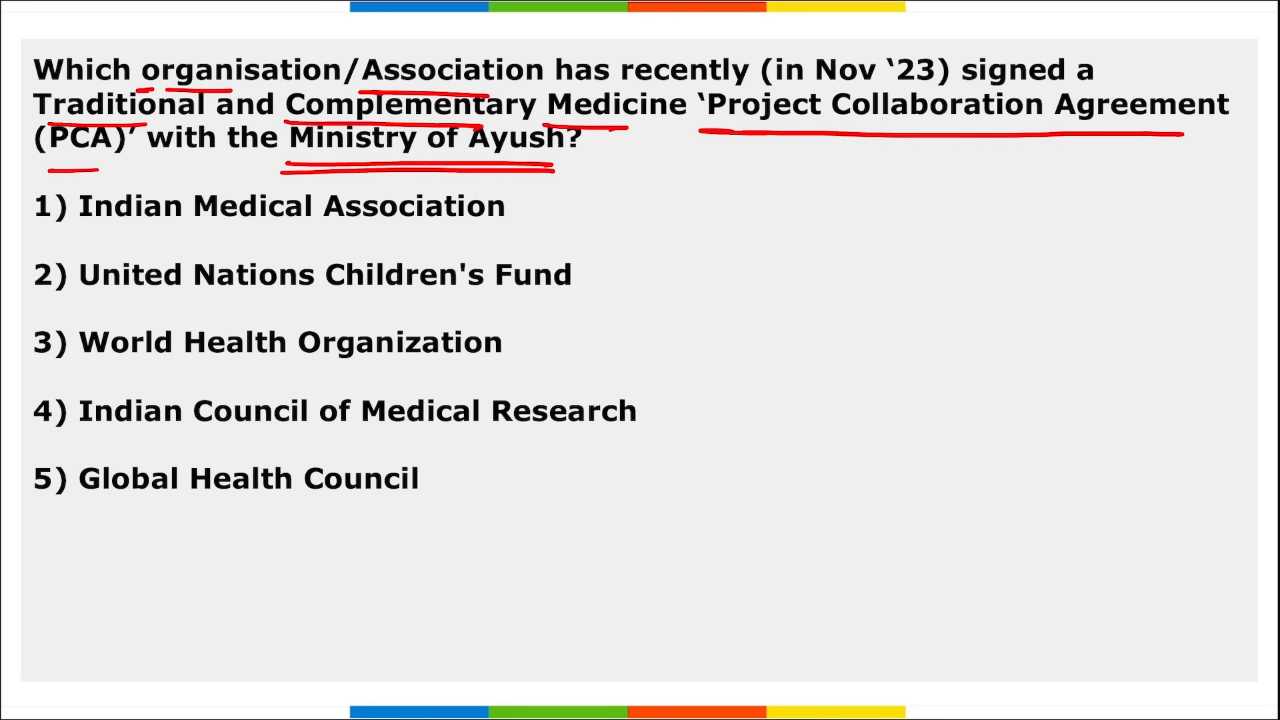 Which organisation/Association has recently (in Nov ‘23) signed a
Traditional and Complementary Medicine ‘Project Collaboration Agreement
(PCA)’ with the Ministry of Ayush?
1) Indian Medical Association
2) United Nations Children's Fund
3) World Health Organization
4) Indian Council of Medical Research
5) Global Health Council